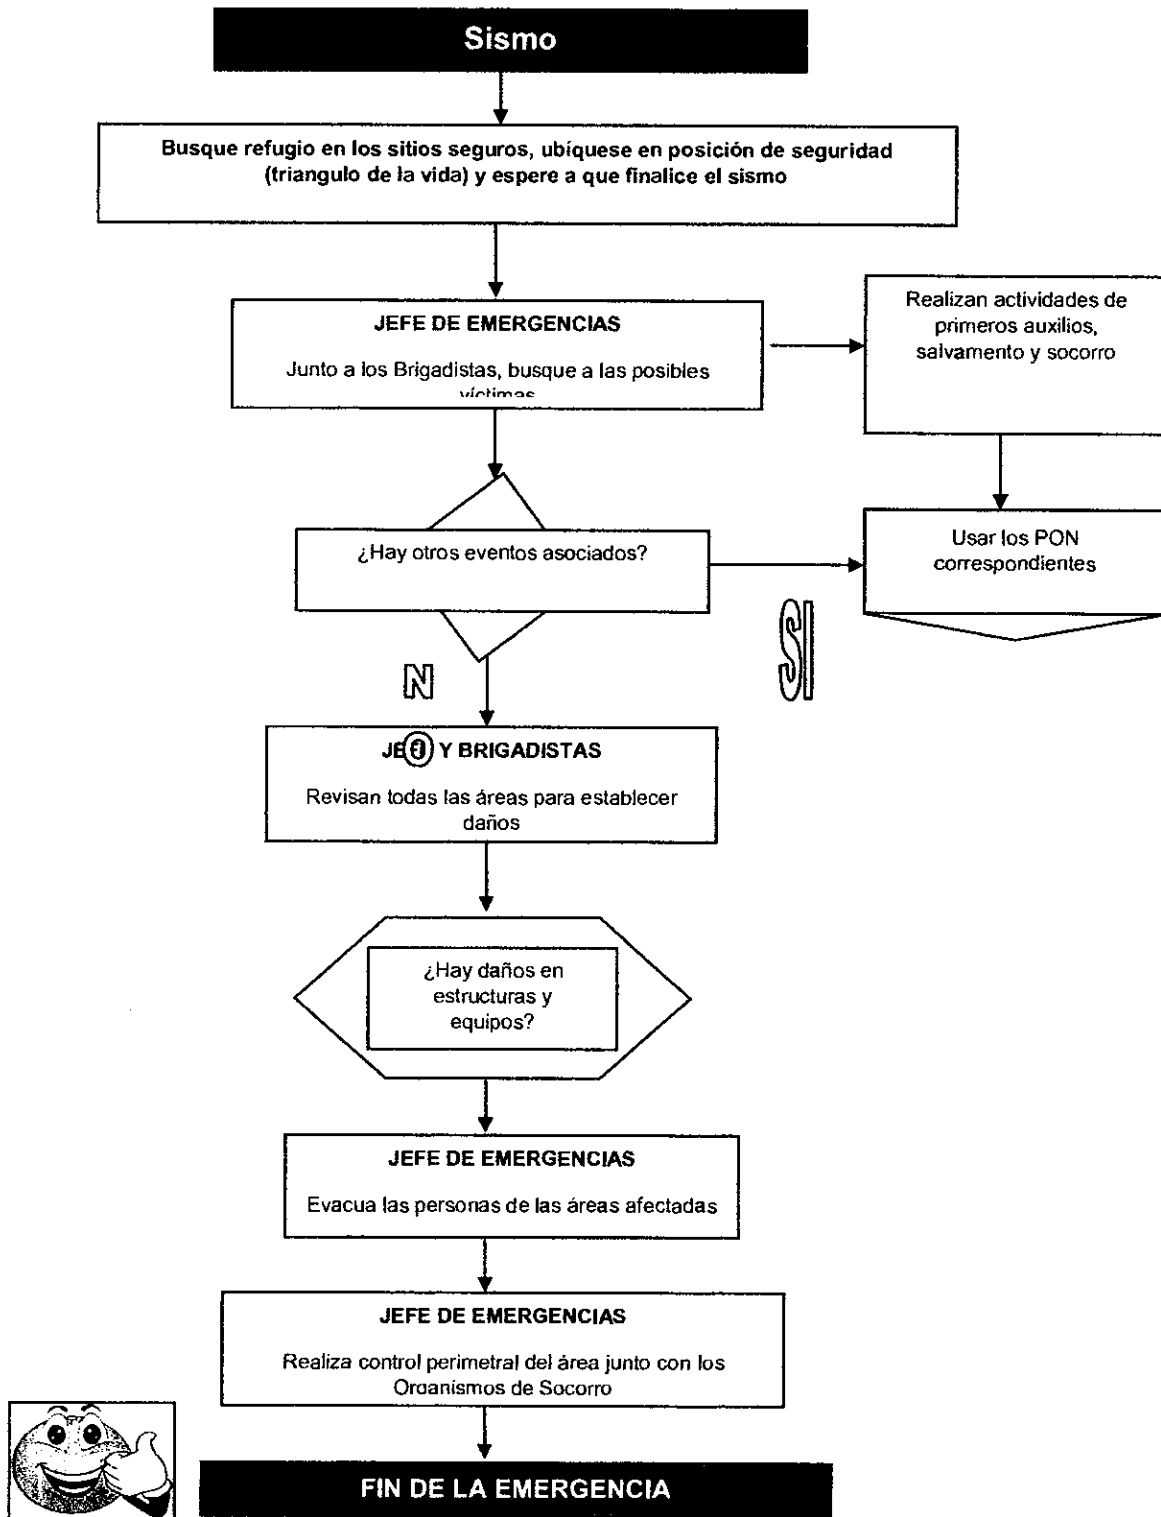 Sismo
Busque refugio en los sitios seguros, ubíquese en posición de seguridad
(triangulo de la vida) y espere a que finalice el sismo
JEFE DE EMERGENCIAS
Junto a los Brigadistas, busque a las posibles
víctimas
Realizan actividades de
primeros auxilios,
salvamento y socorro
¿Hay otros eventos asociados?
Usar los PON
correspondientes
SI
N
O
Y BRIGADISTAS
Revisan todas las áreas para establecer
daños
¿Hay daños en
estructuras y
equipos?
JEFE DE EMERGENCIAS
Evacua las personas de las áreas afectadas
JEFE DE EMERGENCIAS
Realiza control perimetral del área junto con los
Organismos de Socorro
FIN DE LA EMERGENCIA